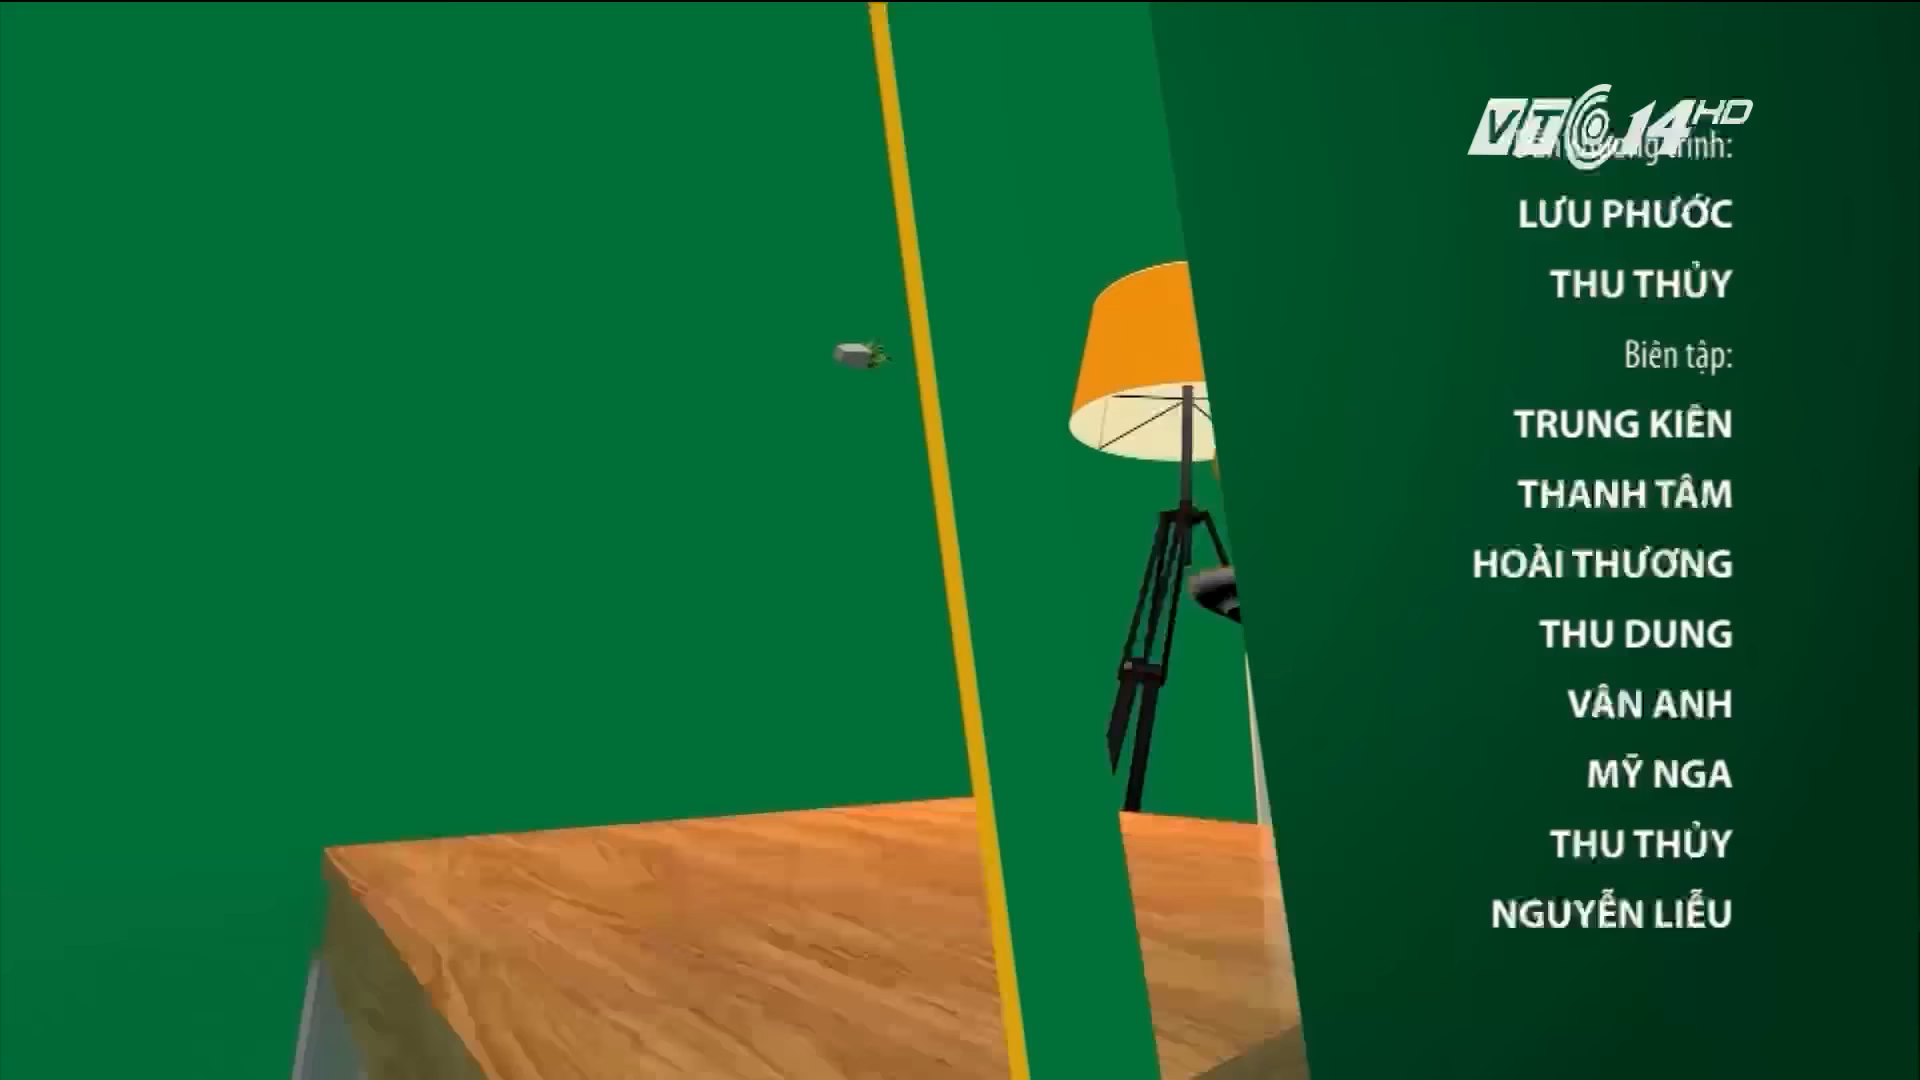 VTC14 HD
trình:
LƯU PHƯỚC
THU THỦY
Biên tập:
TRUNG KIÊN
THANH TÂM
HOÀI THƯƠNG
THU DUNG
VÂN ANH
MỸ NGA
THU THỦY
NGUYỄN LIỄU